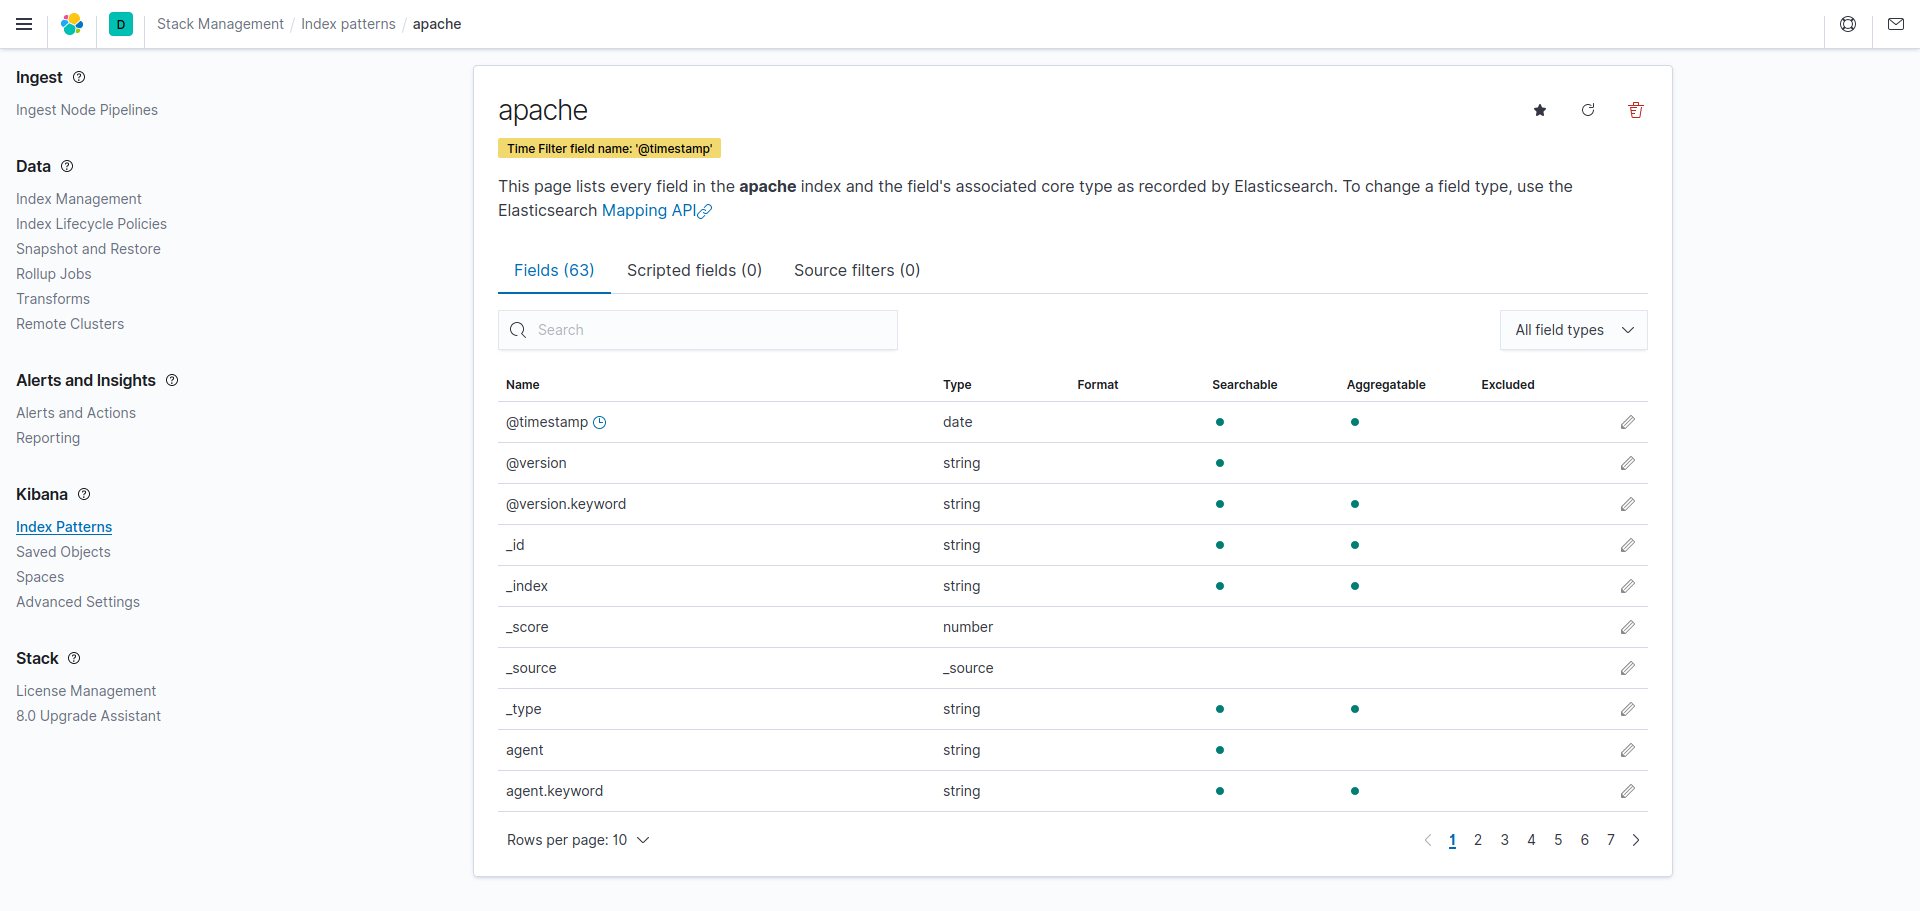 D Stack Management / Index patterns / apache
Ingest
Ingest Node Pipelines
Data
Index Management
Index Lifecycle Policies
Snapshot and Restore
Rollup Jobs
Transforms
Remote Clusters
Alerts and Insights
Alerts and Actions
Reporting
Kibana
Index Patterns
Saved Objects
Spaces
Advanced Settings
Stack
License Management
8.0 Upgrade Assistant
apache
Time Filter field name: '@timestamp'
This page lists every field in the apache index and the field's associated core type as recorded by Elasticsearch. To change a field type, use the
Elasticsearch Mapping API
Fields (63) Scripted fields (0) Source filters (0)
Search All field types
Name Type Format Searchable Aggregatable Excluded
@timestamp date
@version string
@version.keyword string
_id string
_index string
_score number
_source _source
_type string
agent string
agent.keyword string
Rows per page: 10 1 2 3 4 5 6 7